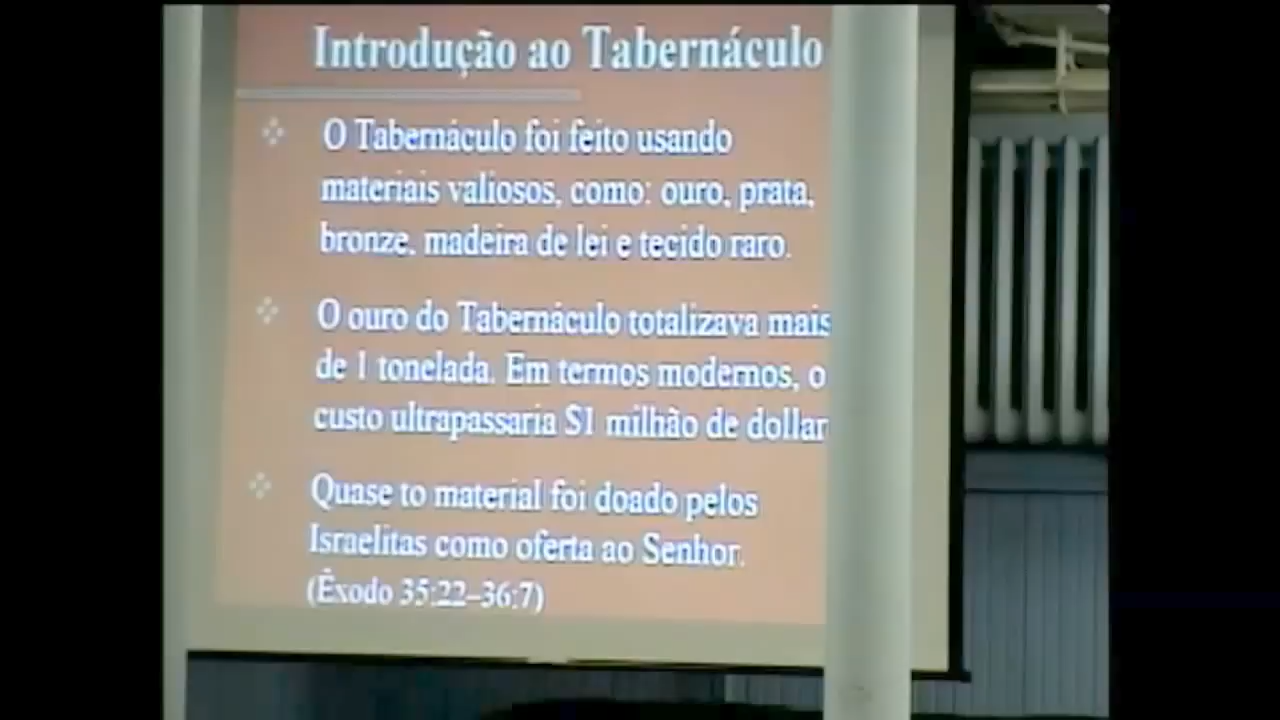 Introdução ao Tabernáculo
O Tabernáculo foi feito usando
materiais valiosos, como: ouro, prata,
bronze, madeira de lei e tecido raro.
O ouro do Tabernáculo totalizava mais
de 1 tonelada. Em termos modernos, o
custo ultrapassaria $1 milhão de dollar
Quase to material foi doado pelos
Israelitas como oferta ao Senhor.
(Êxodo 35:22–36:7)